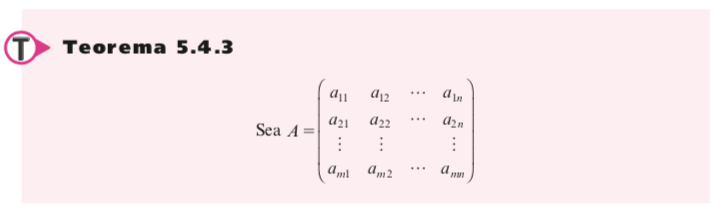 T Teorema 5.4.3
a11 a12 ⋯ a1n
Sea A = a21 a22 ⋯ a2n
⋮ ⋮ ⋮
am1 am2 ⋯ amn